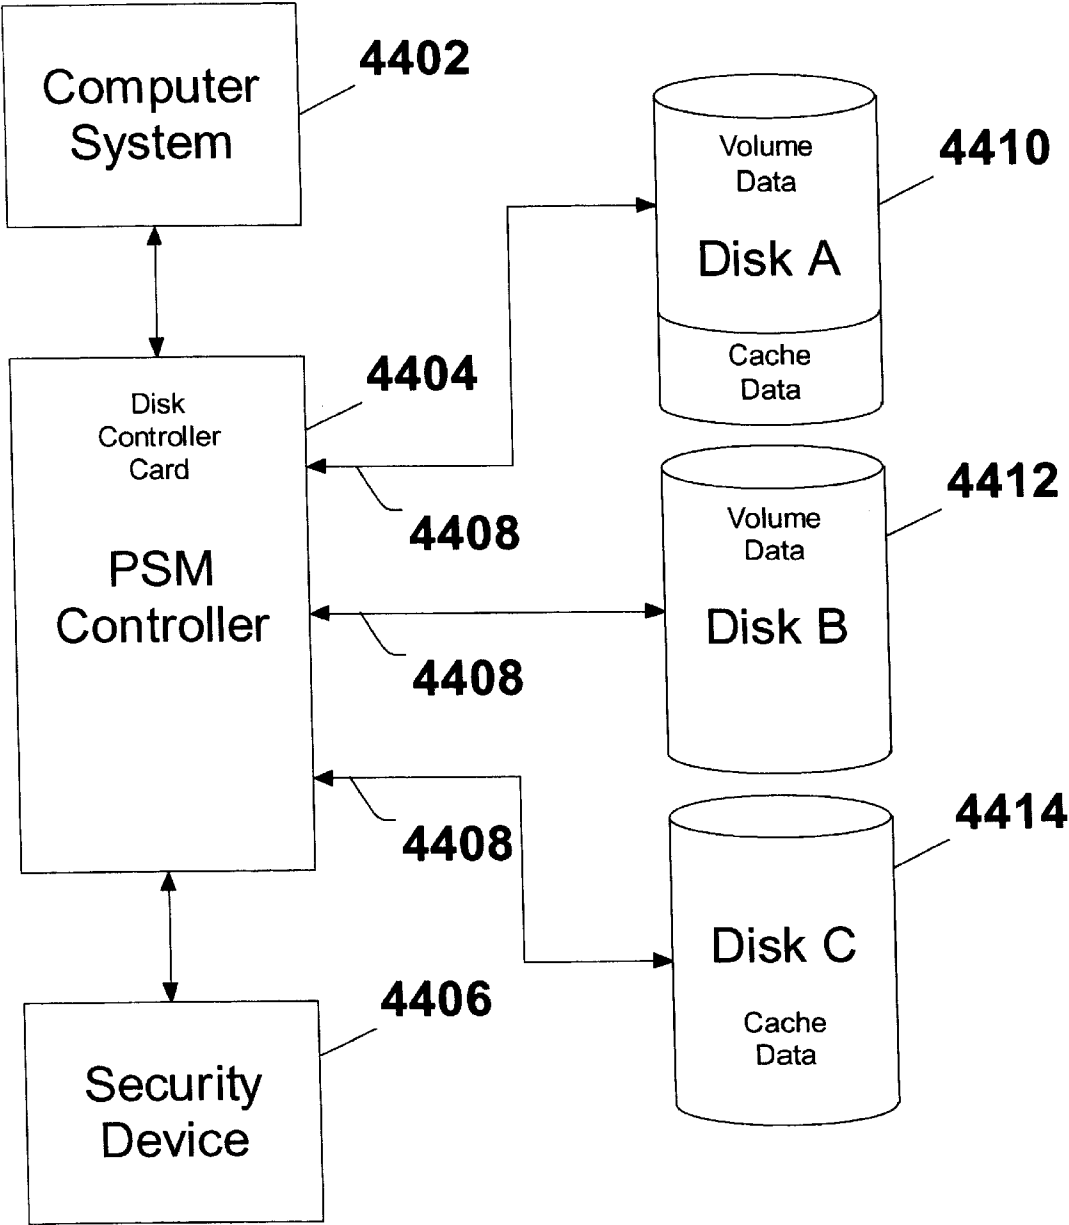 Computer
System
4402
Volume
Data
Disk A
Cache
Data
4410
Disk
Controller
Card
PSM
Controller
4404
4408
4408
4408
Volume
Data
Disk B
4412
Disk C
Cache
Data
4414
Security
Device
4406